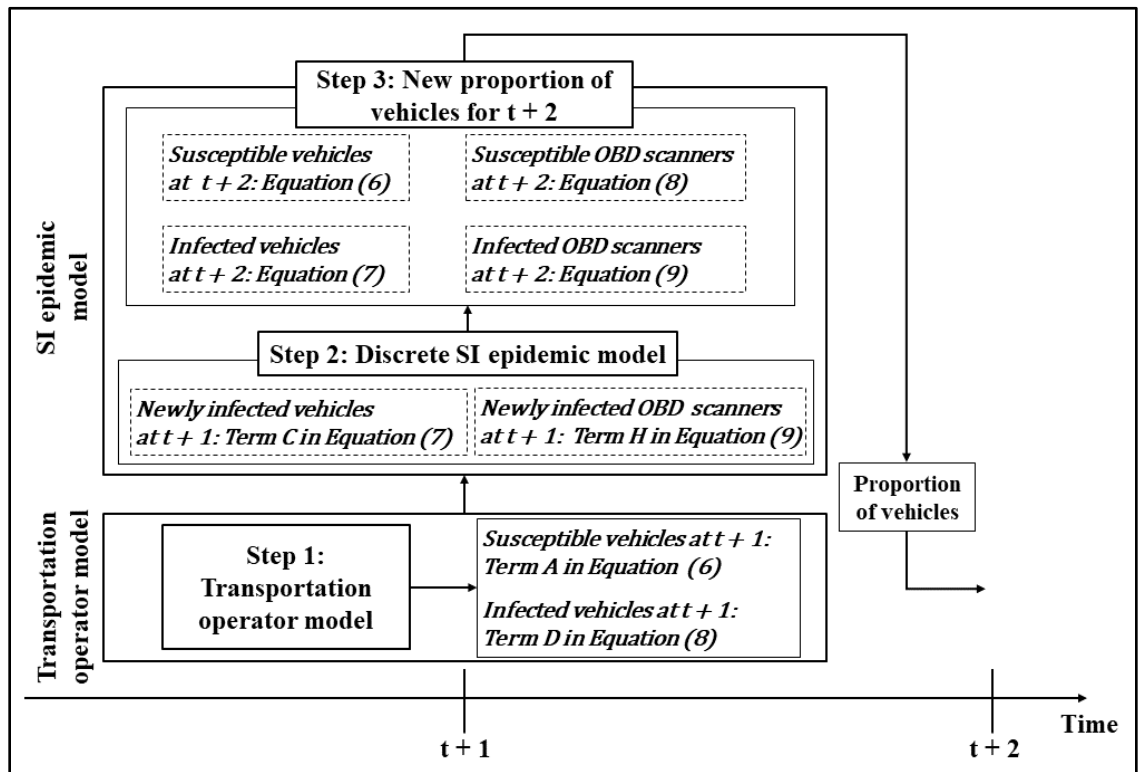 Step 3: New proportion of
vehicles for t + 2
Susceptible vehicles
at t + 2: Equation (6)
Susceptible OBD scanners
at t + 2: Equation (8)
Infected vehicles
at t + 2: Equation (7)
Infected OBD scanners
at t + 2: Equation (9)
SI epidemic
model
Step 2: Discrete SI epidemic model
Newly infected vehicles
at t + 1: Term C in Equation (7)
Newly infected OBD scanners
at t + 1: Term H in Equation (9)
Proportion
of vehicles
Transportation
operator model
Step 1:
Transportation
operator model
Susceptible vehicles at t + 1:
Term A in Equation (6)
Infected vehicles at t + 1:
Term D in Equation (8)
Time
t + 1
t + 2